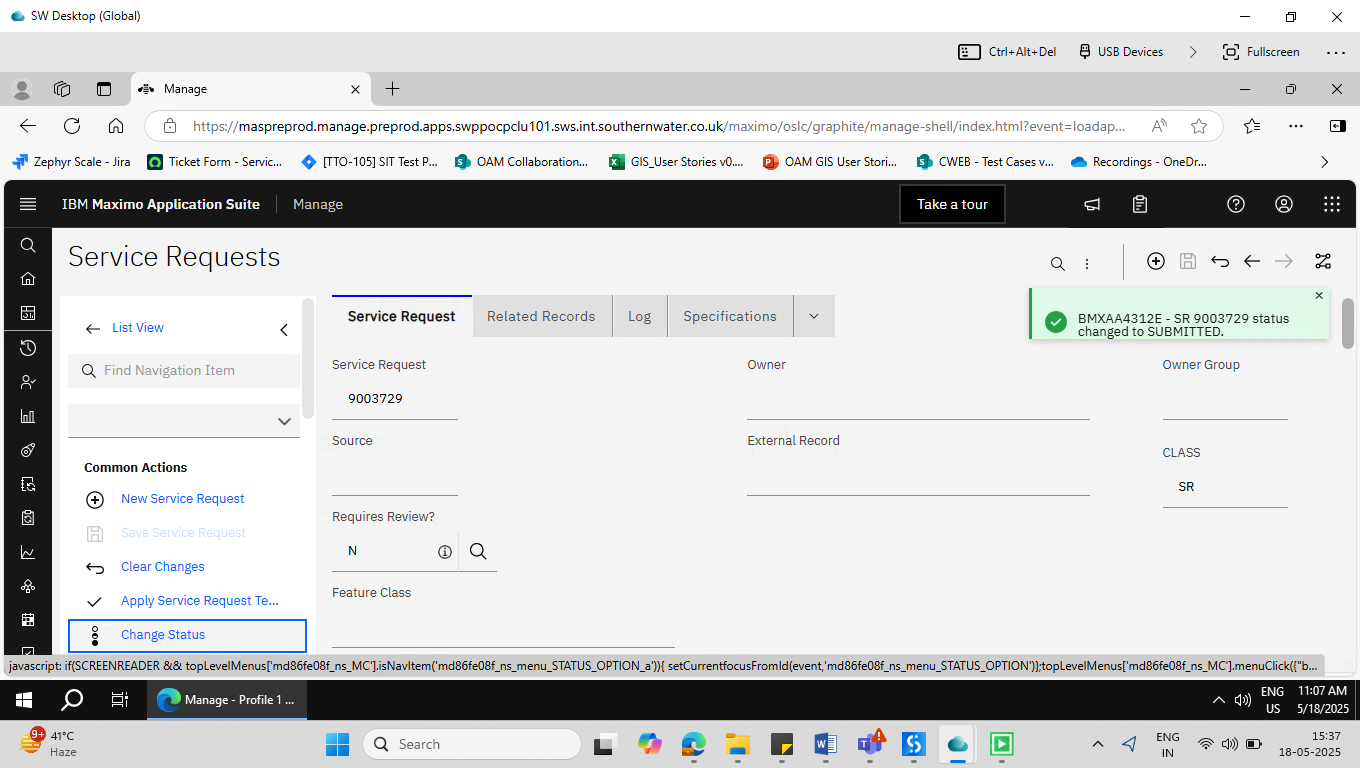 SW Desktop (Global)
Ctrl+Alt+Del
USB Devices
Fullscreen
Manage
https://maspreprod.manage.preprod.apps.swppocpclu101.sws.int.southernwater.co.uk/maximo/oslc/graphite/manage-shell/index.html?event=loadap...
Zephyr Scale - Jira
Ticket Form - Servic...
[TTO-105] SIT Test P...
OAM Collaboration...
GIS_User Stories v0....
OAM GIS User Stori...
CWEB - Test Cases v...
Recordings - OneDr...
IBM Maximo Application Suite
Manage
Take a tour
Service Requests
List View
Service Request
Related Records
Log
Specifications
BMXAA4312E - SR 9003729 status
changed to SUBMITTED.
Find Navigation Item
Service Request
Owner
Owner Group
9003729
Source
External Record
CLASS
SR
Common Actions
New Service Request
Save Service Request
Clear Changes
Apply Service Request Te...
Change Status
Requires Review?
N
Feature Class
javascript: if(SCREENREADER && topLevelMenus['md86fe08f_ns_MC'].isNavItem('md86fe08f_ns_menu_STATUS_OPTION_a')){ setCurrentfocusFromId(event,'md86fe08f_ns_menu_STATUS_OPTION')};topLevelMenus['md86fe08f_ns_MC'].menuClick({"b...
Manage - Profile 1 ...
ENG
US
11:07 AM
5/18/2025
9+
41°C
Haze
Search
ENG
IN
15:37
18-05-2025